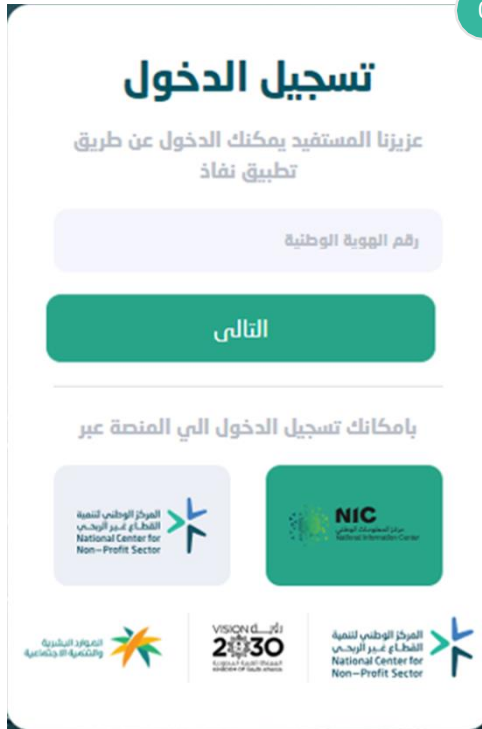 تسجيل الدخول
عزيزنا المستفيد يمكنك الدخول عن طريق
تطبيق نفاذ
رقم الهوية الوطنية
التالى
بامكانك تسجيل الدخول الي المنصة عبر
NIC
مركز المعلومات الوطني
National Information Center
المركز الوطني لتنمية
القطاع غير الربحي
National Center for
Non-Profit Sector
المركز الوطني لتنمية
القطاع غير الربحي
National Center for
Non-Profit Sector
VISION رؤيـــة
2030
المملكة العربية السعودية
KINGDOM OF SAUDI ARABIA
الموارد البشرية
والتنمية الاجتماعية